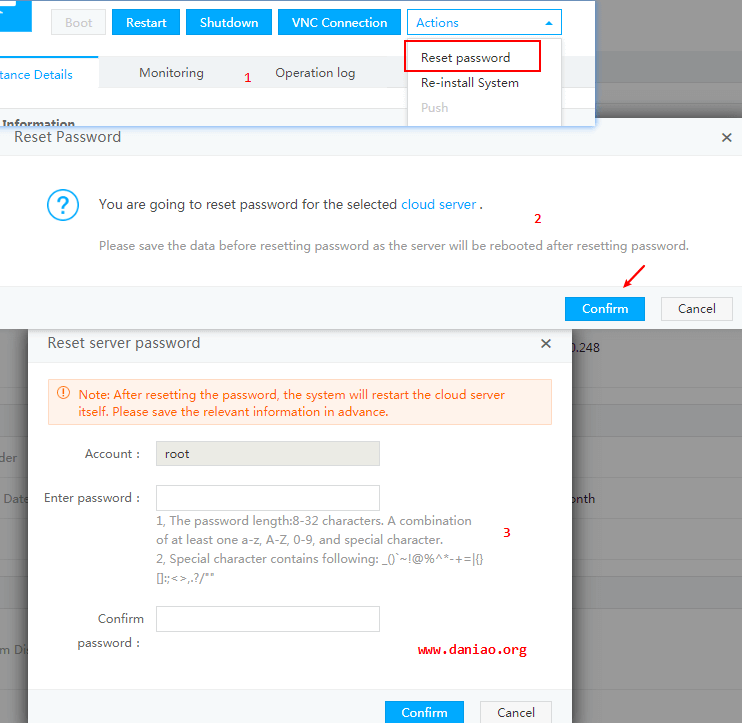 Boot Restart Shutdown VNC Connection Actions
Reset password
tance Details Monitoring 1 Operation log
Re-install System
Push
Information
Reset Password
You are going to reset password for the selected cloud server .
2
Please save the data before resetting password as the server will be rebooted after resetting password.
Confirm Cancel
Reset server password
0.248
Note: After resetting the password, the system will restart the cloud server
itself. Please save the relevant information in advance.
Account : root
der
Enter password :
Date
onth
1, The password length:8-32 characters. A combination
of at least one a-z, A-Z, 0-9, and special character.
3
2, Special character contains following: _()`~!@%^*-+=|{}
[]:;<>,.?/""
Confirm
password :
m Dis
www.daniao.org
Confirm Cancel